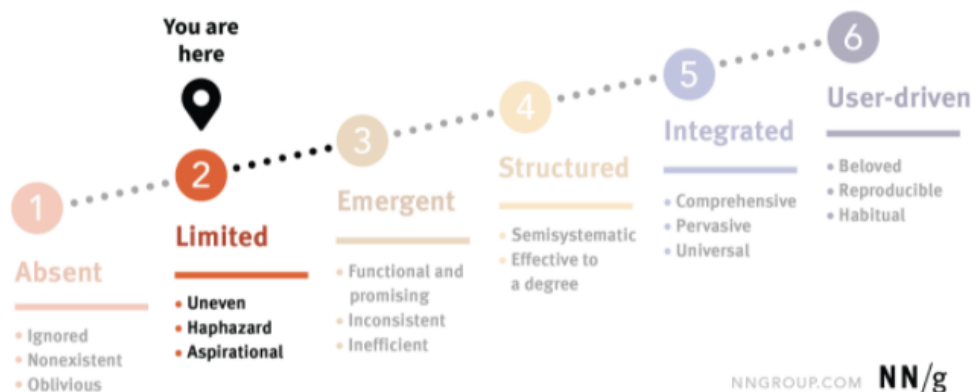 You are
here
1
Absent
• Ignored
• Nonexistent
• Oblivious
2
Limited
• Uneven
• Haphazard
• Aspirational
3
Emergent
• Functional and
promising
• Inconsistent
• Inefficient
4
Structured
• Semisystematic
• Effective to
a degree
5
Integrated
• Comprehensive
• Pervasive
• Universal
6
User-driven
• Beloved
• Reproducible
• Habitual
NNGROUP.COM NN/g